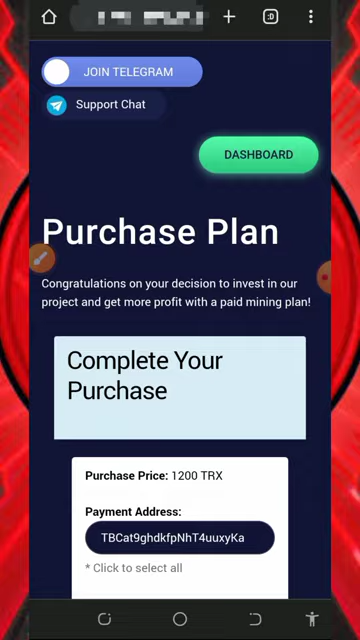 :D
JOIN TELEGRAM
Support Chat
DASHBOARD
Purchase Plan
Congratulations on your decision to invest in our
project and get more profit with a paid mining plan!
Complete Your
Purchase
Purchase Price: 1200 TRX
Payment Address:
TBCat9ghdkfpNhT4uuxyKa
* Click to select all